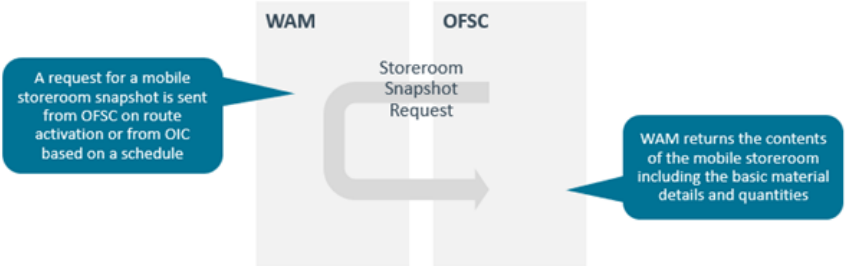 WAM
OFSC
Storeroom
Snapshot
Request
A request for a mobile
storeroom snapshot is sent
from OFSC on route
activation or from OIC
based on a schedule
WAM returns the contents
of the mobile storeroom
including the basic material
details and quantities